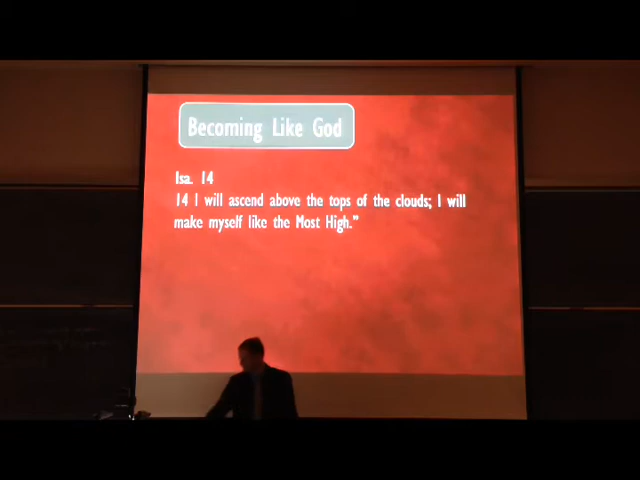 Becoming Like God
Isa. 14
14 I will ascend above the tops of the clouds; I will
make myself like the Most High.”